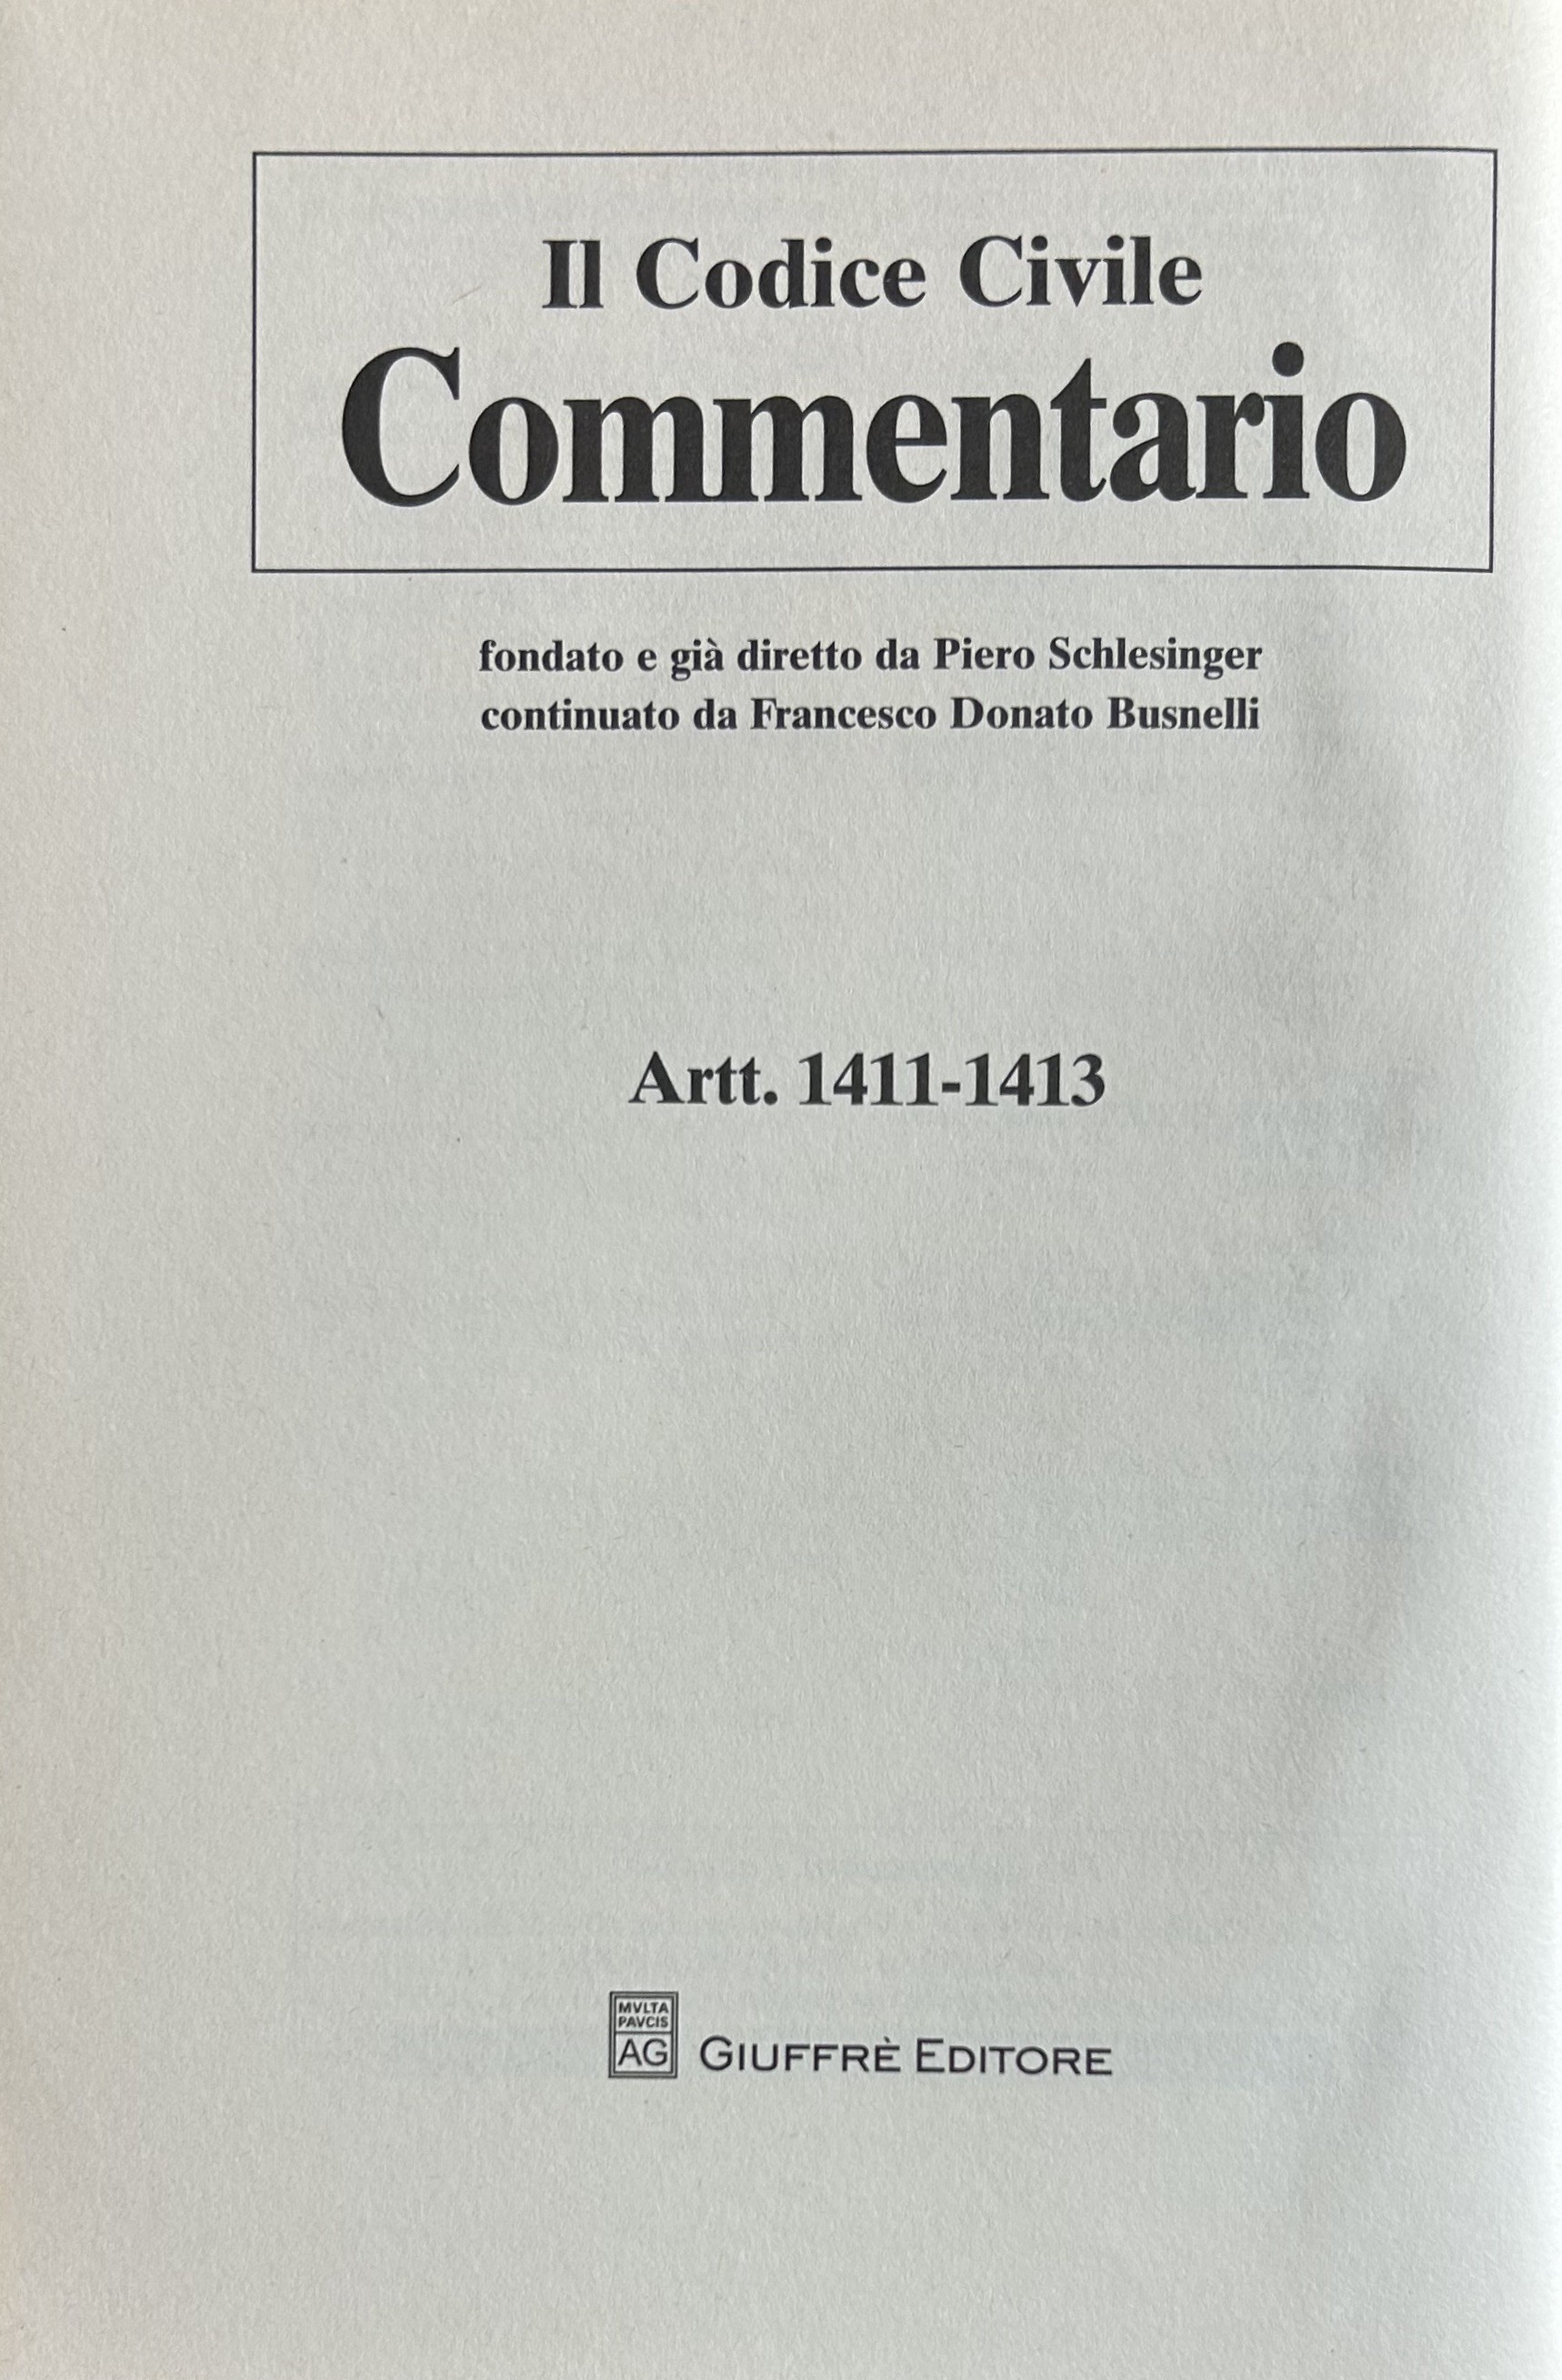 Il Codice Civile
Commentario
fondato e già diretto da Piero Schlesinger
continuato da Francesco Donato Busnelli
Artt. 1411-1413
MVLTA
PAVCIS
AG
GIUFFRÈ EDITORE